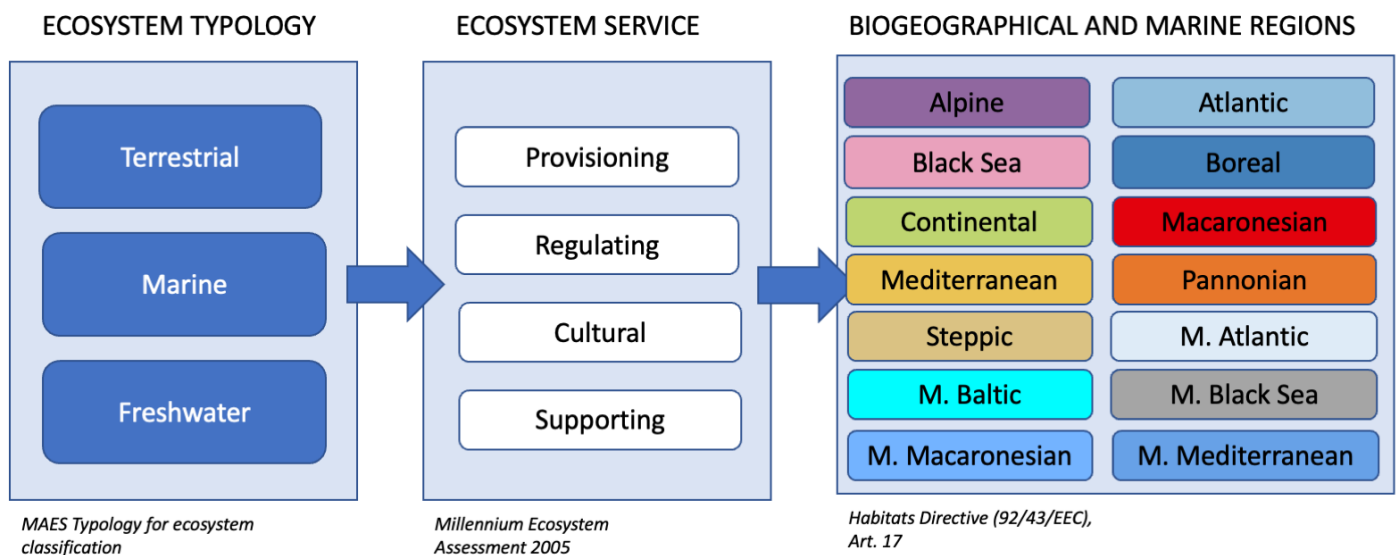 ECOSYSTEM TYPOLOGY
Terrestrial
Marine
Freshwater
MAES Typology for ecosystem
classification
ECOSYSTEM SERVICE
Provisioning
Regulating
Cultural
Supporting
Millennium Ecosystem
Assessment 2005
BIOGEOGRAPHICAL AND MARINE REGIONS
Alpine
Atlantic
Black Sea
Boreal
Continental
Macaronesian
Mediterranean
Pannonian
Steppic
M. Atlantic
M. Baltic
M. Black Sea
M. Macaronesian
M. Mediterranean
Habitats Directive (92/43/EEC),
Art. 17